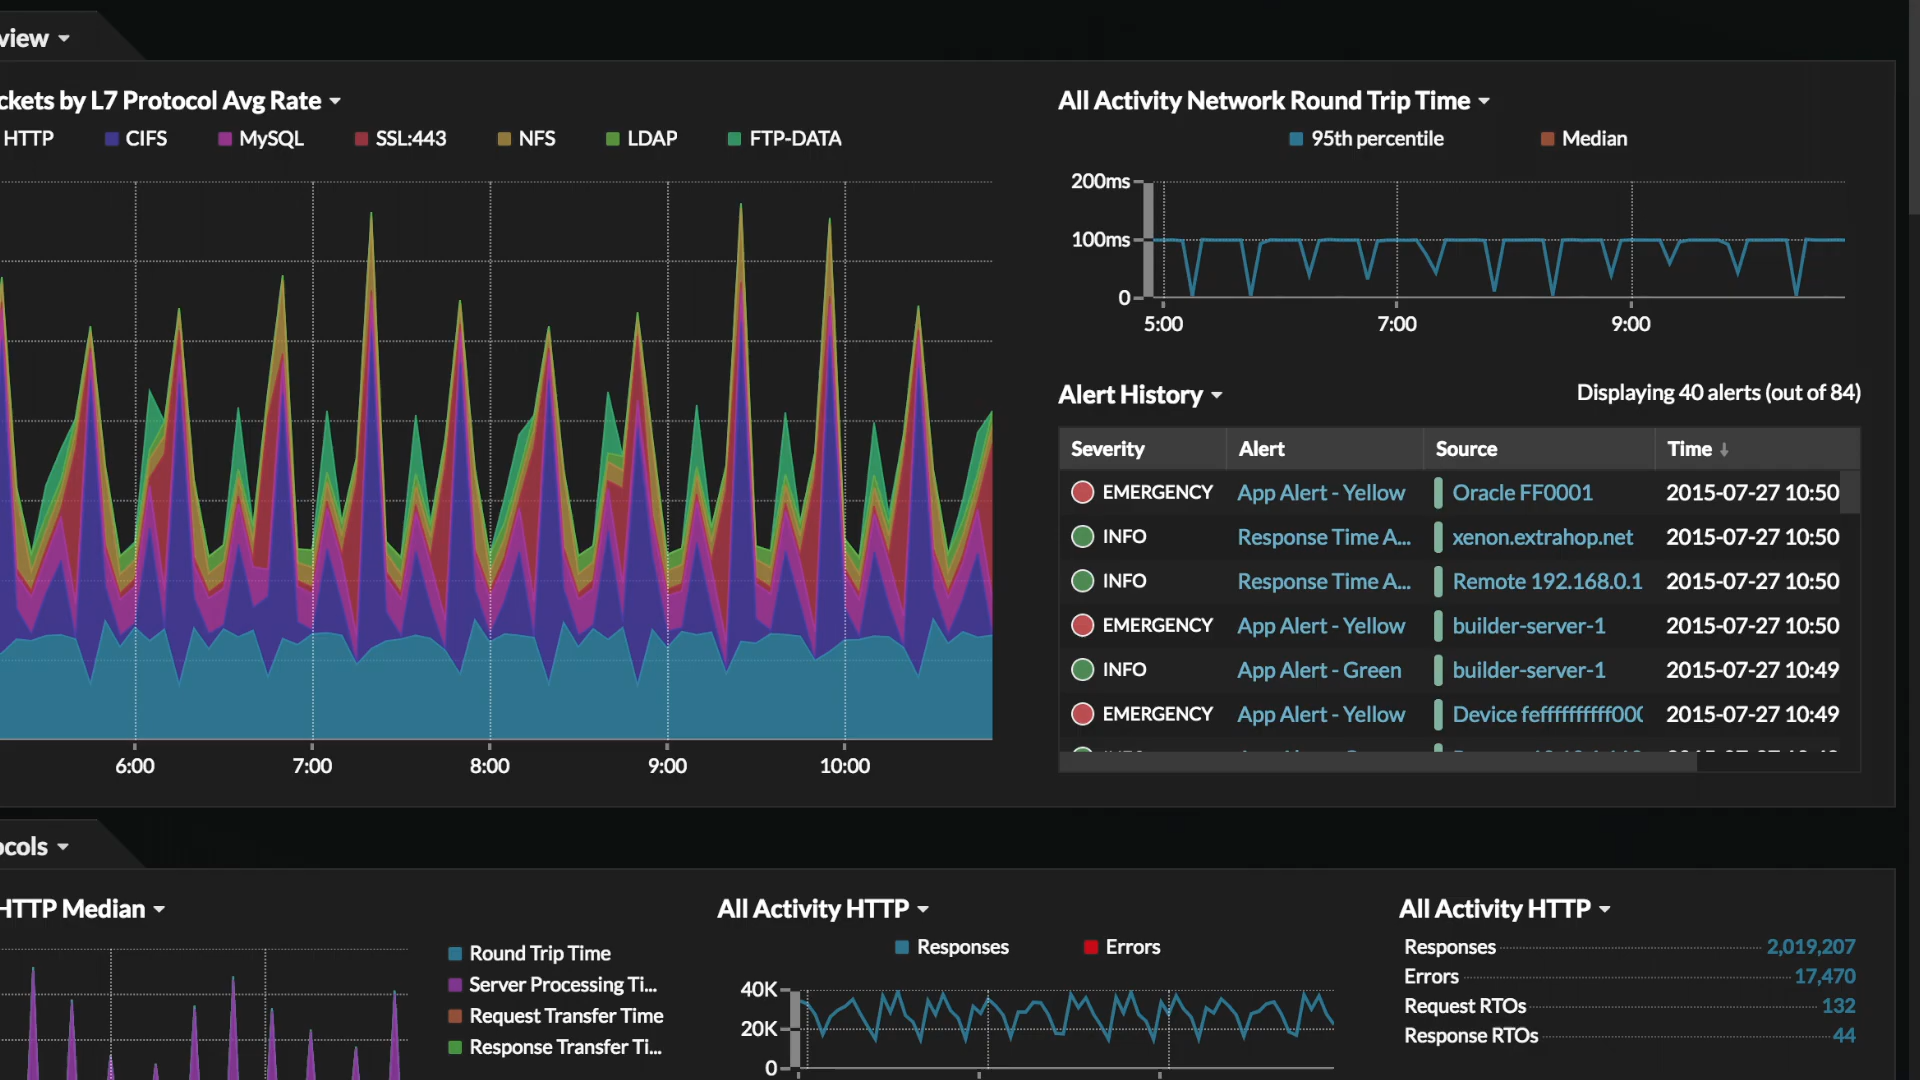 view
ckets by L7 Protocol Avg Rate
HTTP CIFS MySQL SSL:443 NFS LDAP FTP-DATA
6:00 7:00 8:00 9:00 10:00
All Activity Network Round Trip Time
95th percentile Median
200ms
100ms
0
5:00 7:00 9:00
Alert History Displaying 40 alerts (out of 84)
Severity Alert Source Time
EMERGENCY App Alert - Yellow Oracle FF0001 2015-07-27 10:50
INFO Response Time A... xenon.extrahop.net 2015-07-27 10:50
INFO Response Time A... Remote 192.168.0.1 2015-07-27 10:50
EMERGENCY App Alert - Yellow builder-server-1 2015-07-27 10:50
INFO App Alert - Green builder-server-1 2015-07-27 10:49
EMERGENCY App Alert - Yellow Device 2015-07-27 10:49
ocols
HTTP Median
Round Trip Time
Server Processing Ti...
Request Transfer Time
Response Transfer Ti...
All Activity HTTP
Responses Errors
40K
20K
0
All Activity HTTP
Responses 2,019,207
Errors 17,470
Request RTOs 132
Response RTOs 44